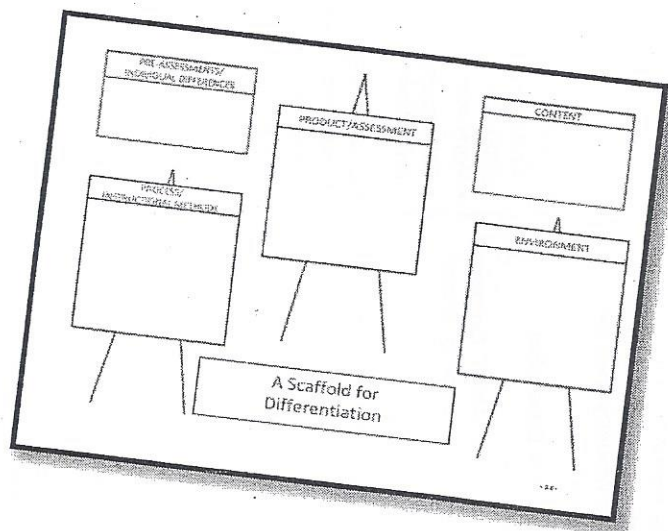 PRE-ASSESSMENTS/
INDIVIDUAL DIFFERENCES
PRODUCT/ASSESSMENT
CONTENT
PROCESS/
INSTRUCTIONAL METHODS
ENVIRONMENT
A Scaffold for
Differentiation